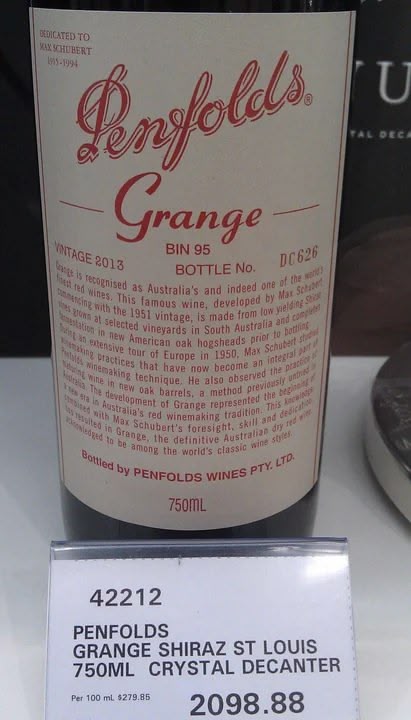 DEDICATED TO
MAX SCHUBERT
1915-1994
Penfolds®
Grange
BIN 95
VINTAGE 2013
BOTTLE No. DC626
Grange is recognised as Australia's and indeed one of the world's
finest red wines. This famous wine, developed by Max Schubert
commencing with the 1951 vintage, is made from low yielding Shiraz
vines grown at selected vineyards in South Australia and completes
fermentation in new American oak hogsheads prior to bottling.
During an extensive tour of Europe in 1950, Max Schubert studied
winemaking practices that have now become an integral part of
Penfolds winemaking technique. He also observed the practice of
maturing wine in new oak barrels, a method previously untried in
Australia. The development of Grange represented the beginning of
a new era in Australia's red winemaking tradition. This knowledge
combined with Max Schubert's foresight, skill and dedication
has resulted in Grange, the definitive Australian dry red wine,
acknowledged to be among the world's classic wine styles.
Bottled by PENFOLDS WINES PTY. LTD.
750ML
U
TAL DECA
42212
PENFOLDS
GRANGE SHIRAZ ST LOUIS
750ML CRYSTAL DECANTER
Per 100 mL $279.85
2098.88